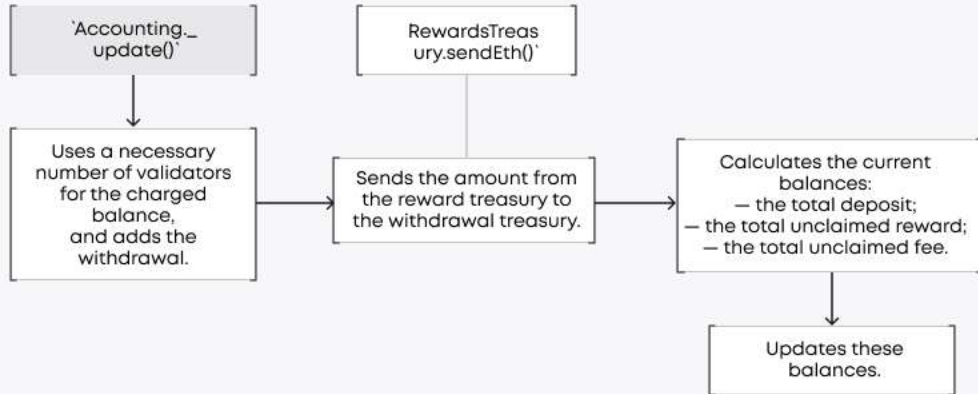 `Accounting._
update()`
RewardsTreas
ury.sendEth()`
Uses a necessary
number of validators
for the charged
balance,
and adds the
withdrawal.
Sends the amount from
the reward treasury to
the withdrawal treasury.
Calculates the current
balances:
— the total deposit;
— the total unclaimed reward;
— the total unclaimed fee.
Updates these
balances.